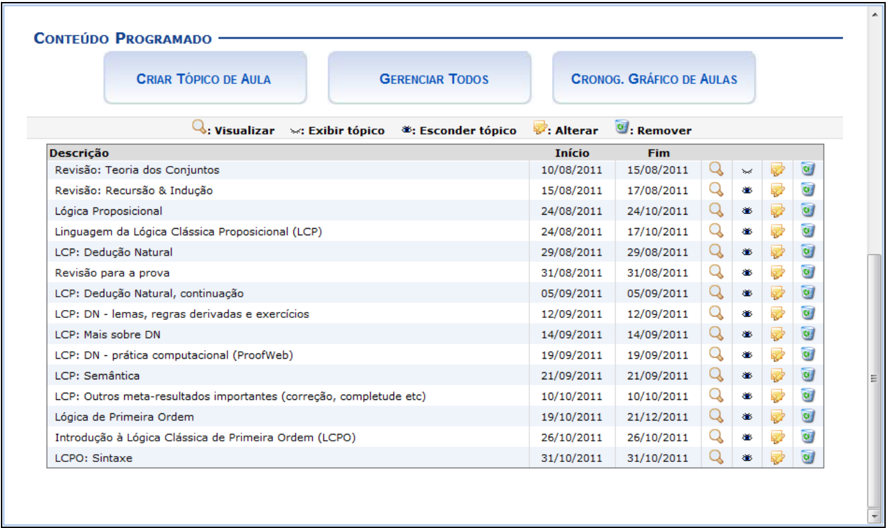 CONTEÚDO PROGRAMADO
CRIAR TÓPICO DE AULA GERENCIAR TODOS CRONOG. GRÁFICO DE AULAS
: Visualizar : Exibir tópico : Esconder tópico : Alterar : Remover
Descrição Início Fim
Revisão: Teoria dos Conjuntos 10/08/2011 15/08/2011
Revisão: Recursão & Indução 15/08/2011 17/08/2011
Lógica Proposicional 24/08/2011 24/10/2011
Linguagem da Lógica Clássica Proposicional (LCP) 24/08/2011 17/10/2011
LCP: Dedução Natural 29/08/2011 29/08/2011
Revisão para a prova 31/08/2011 31/08/2011
LCP: Dedução Natural, continuação 05/09/2011 05/09/2011
LCP: DN - lemas, regras derivadas e exercícios 12/09/2011 12/09/2011
LCP: Mais sobre DN 14/09/2011 14/09/2011
LCP: DN - prática computacional (ProofWeb) 19/09/2011 19/09/2011
LCP: Semântica 21/09/2011 21/09/2011
LCP: Outros meta-resultados importantes (correção, completude etc) 10/10/2011 10/10/2011
Lógica de Primeira Ordem 19/10/2011 21/12/2011
Introdução à Lógica Clássica de Primeira Ordem (LCPO) 26/10/2011 26/10/2011
LCPO: Sintaxe 31/10/2011 31/10/2011